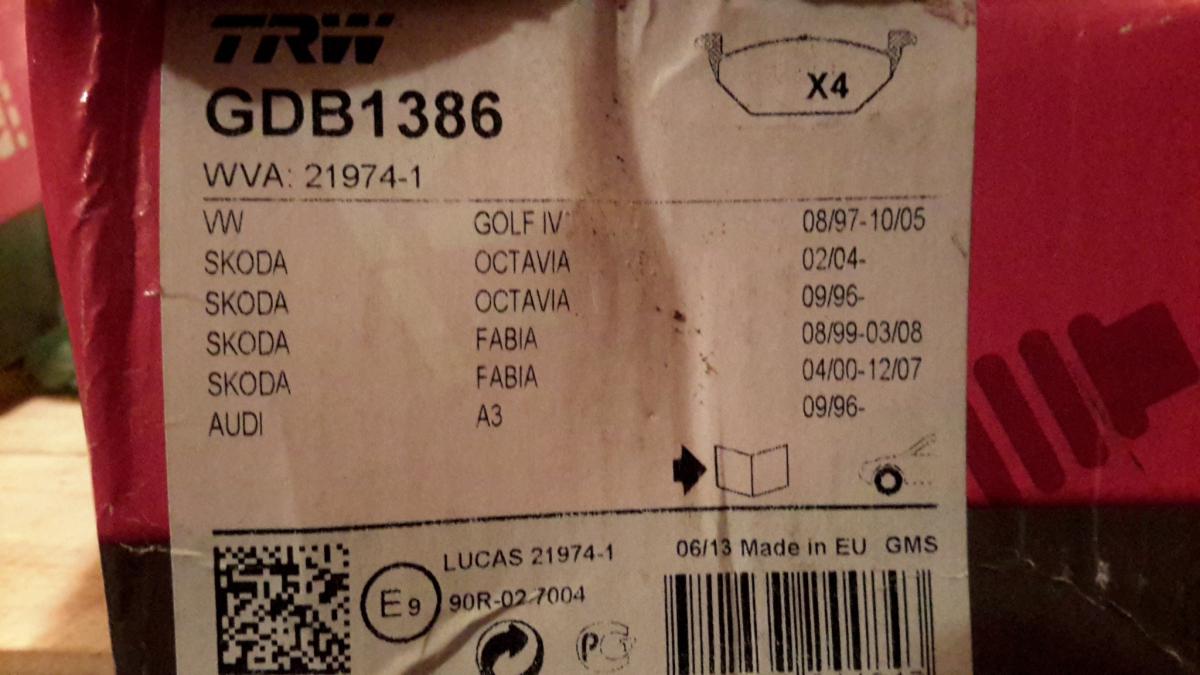 TRW
GDB1386
X4
WVA: 21974-1
VW GOLF IV 08/97-10/05
SKODA OCTAVIA 02/04-
SKODA OCTAVIA 09/96-
SKODA FABIA 08/99-03/08
SKODA FABIA 04/00-12/07
AUDI A3 09/96-
LUCAS 21974-1 06/13 Made in EU GMS
E9 90R-02 7004